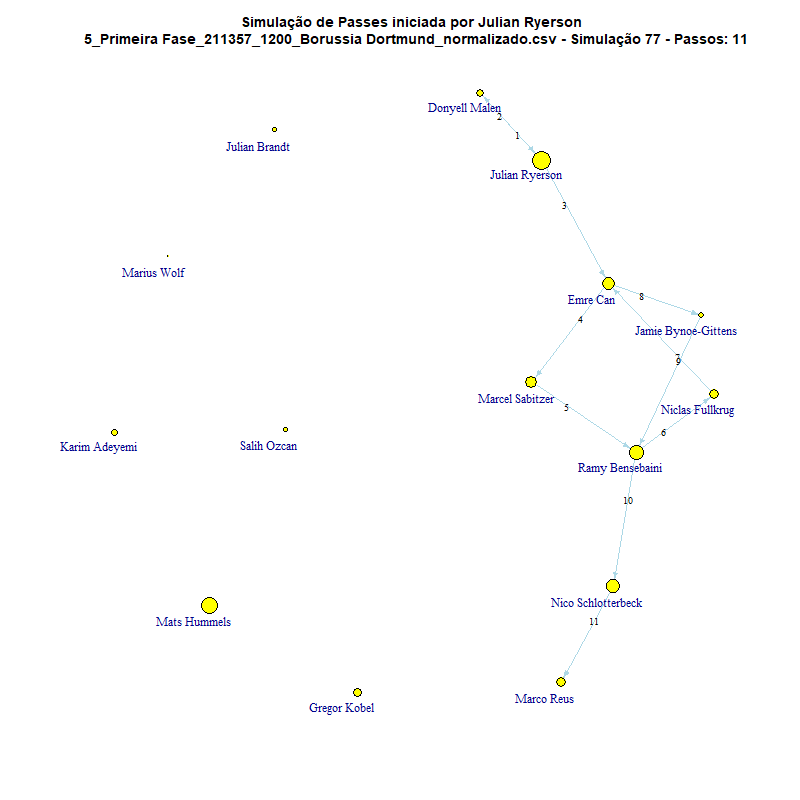 Simulação de Passes iniciada por Julian Ryerson
5_Primeira Fase_211357_1200_Borussia Dortmund_normalizado.csv - Simulação 77 - Passos: 11
Donyell Malen
2
1
Julian Brandt
Julian Ryerson
3
Marius Wolf
Emre Can
8
4
Jamie Bynoe-Gittens
7
9
Marcel Sabitzer
5
Niclas Fullkrug
6
Karim Adeyemi
Salih Ozcan
Ramy Bensebaini
10
Nico Schlotterbeck
11
Mats Hummels
Marco Reus
Gregor Kobel